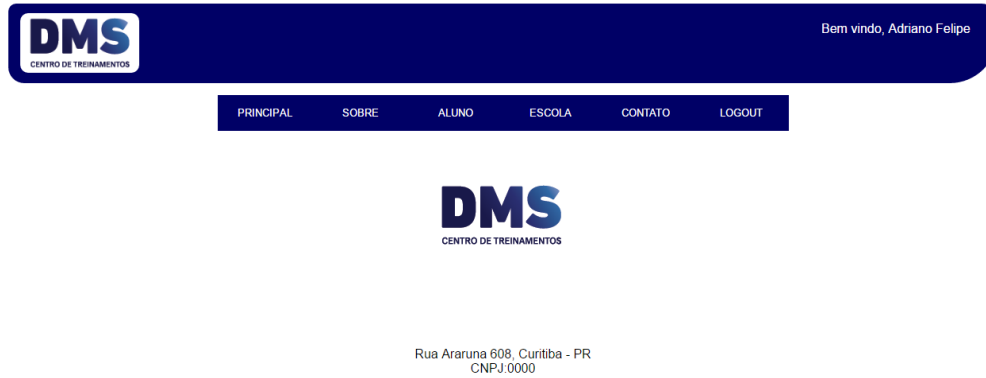 DMS
CENTRO DE TREINAMENTOS
Bem vindo, Adriano Felipe
PRINCIPAL SOBRE ALUNO ESCOLA CONTATO LOGOUT
DMS
CENTRO DE TREINAMENTOS
Rua Araruna 608, Curitiba - PR
CNPJ:0000